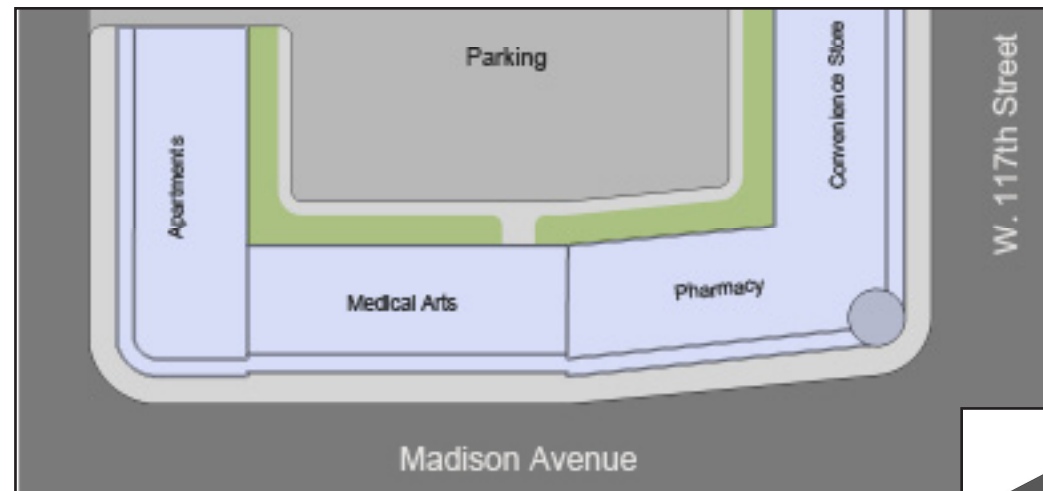 Parking
Convenience Store
W. 117th Street
Apartments
Medical Arts
Pharmacy
Madison Avenue